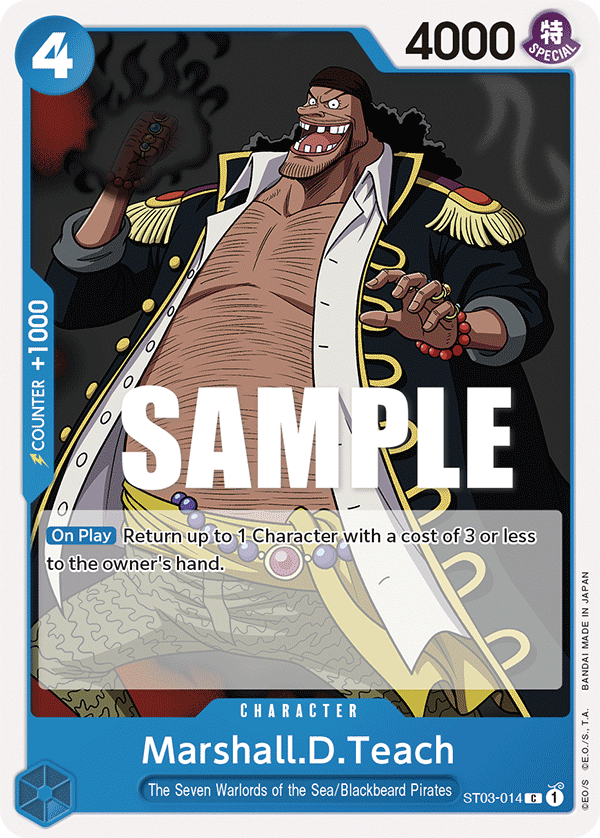 4
4000
特
SPECIAL
COUNTER +1000
SAMPLE
On Play Return up to 1 Character with a cost of 3 or less
to the owner's hand.
CHARACTER
Marshall.D.Teach
The Seven Warlords of the Sea/Blackbeard Pirates
ST03-014 C 1
©EO/S ©E.O./S., T.A. BANDAI MADE IN JAPAN